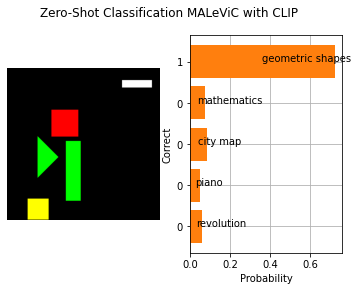 Zero-Shot Classification MALeViC with CLIP
Correct
1
geometric shapes
0
mathematics
0
city map
0
piano
0
revolution
0.0
0.2
0.4
0.6
Probability